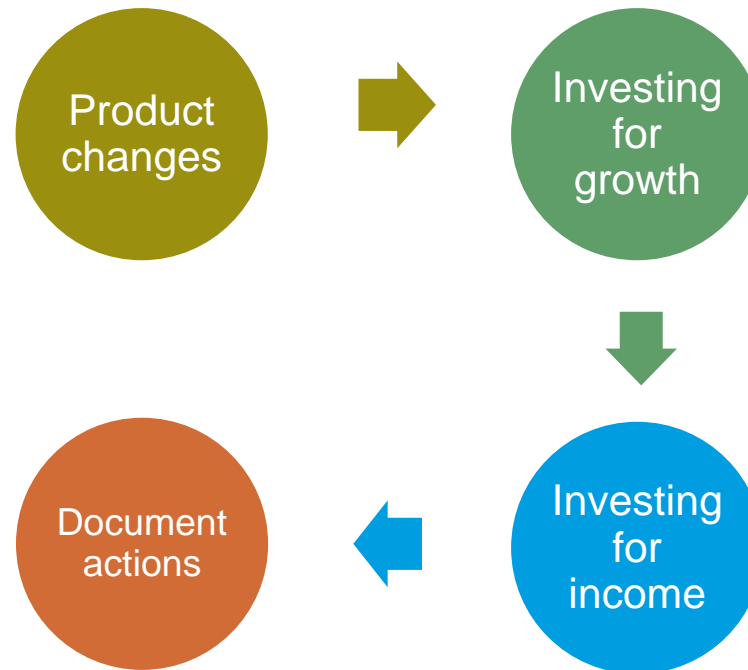 Product
changes
Investing
for
growth
Investing
for
income
Document
actions